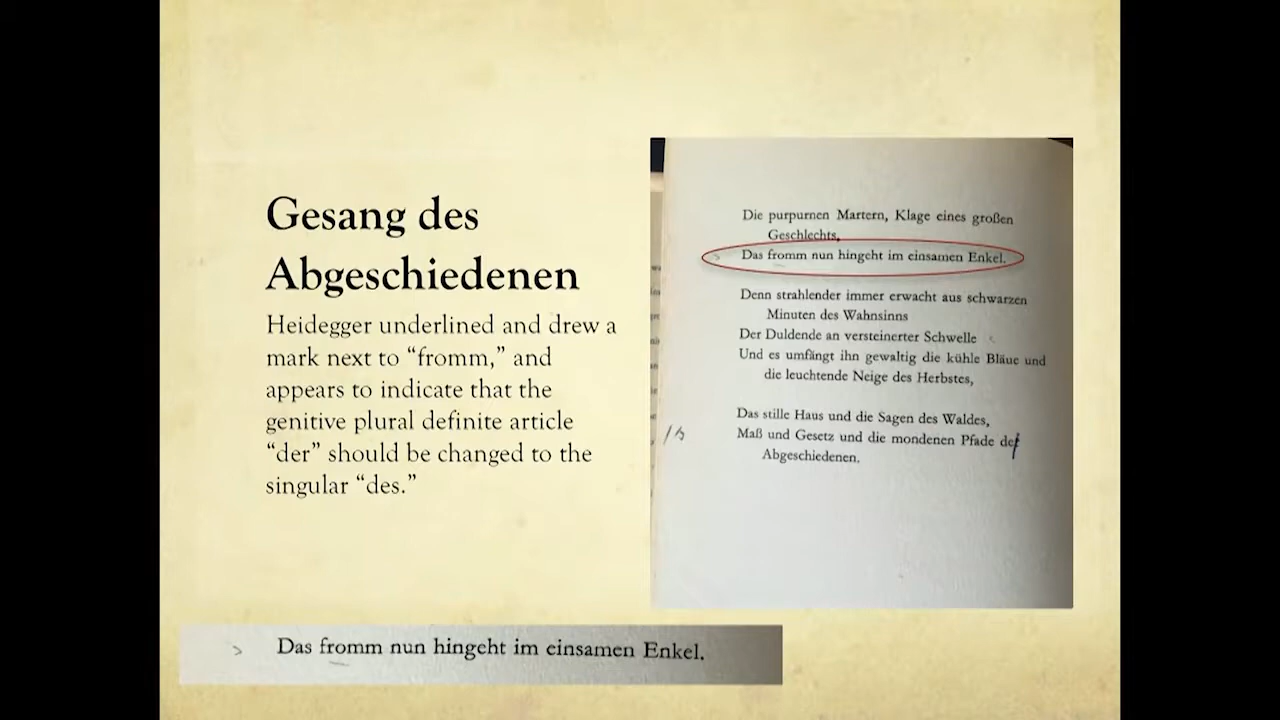 Gesang des
Abgeschiedenen
Heidegger underlined and drew a
mark next to “fromm,” and
appears to indicate that the
genitive plural definite article
“der” should be changed to the
singular “des.”
Die purpurnen Martern, Klage eines großen
Geschlechts,
Das fromm nun hingeht im einsamen Enkel.
Denn strahlender immer erwacht aus schwarzen
Minuten des Wahnsinns
Der Duldende an versteinerter Schwelle
Und es umfängt ihn gewaltig die kühle Bläue und
die leuchtende Neige des Herbstes,
Das stille Haus und die Sagen des Waldes,
Maß und Gesetz und die mondenen Pfade der
Abgeschiedenen.
Das fromm nun hingeht im einsamen Enkel.